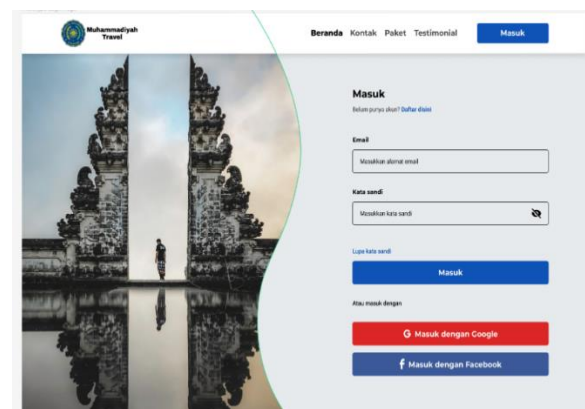 Muhammadiyah
Travel
Beranda Kontak Paket Testimonial Masuk
Masuk
Belum punya akun? Daftar disini
Email
Masukkan alamat email
Kata sandi
Masukkan kata sandi
Lupa kata sandi
Masuk
Atau masuk dengan
G Masuk dengan Google
f Masuk dengan Facebook